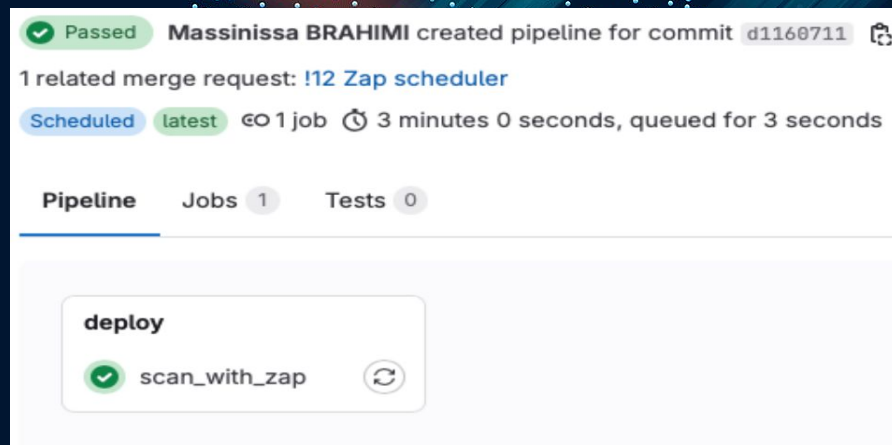 Passed Massinissa BRAHIMI created pipeline for commit d1160711
1 related merge request: !12 Zap scheduler
Scheduled latest 1 job 3 minutes 0 seconds, queued for 3 seconds
Pipeline Jobs 1 Tests 0
deploy
scan_with_zap